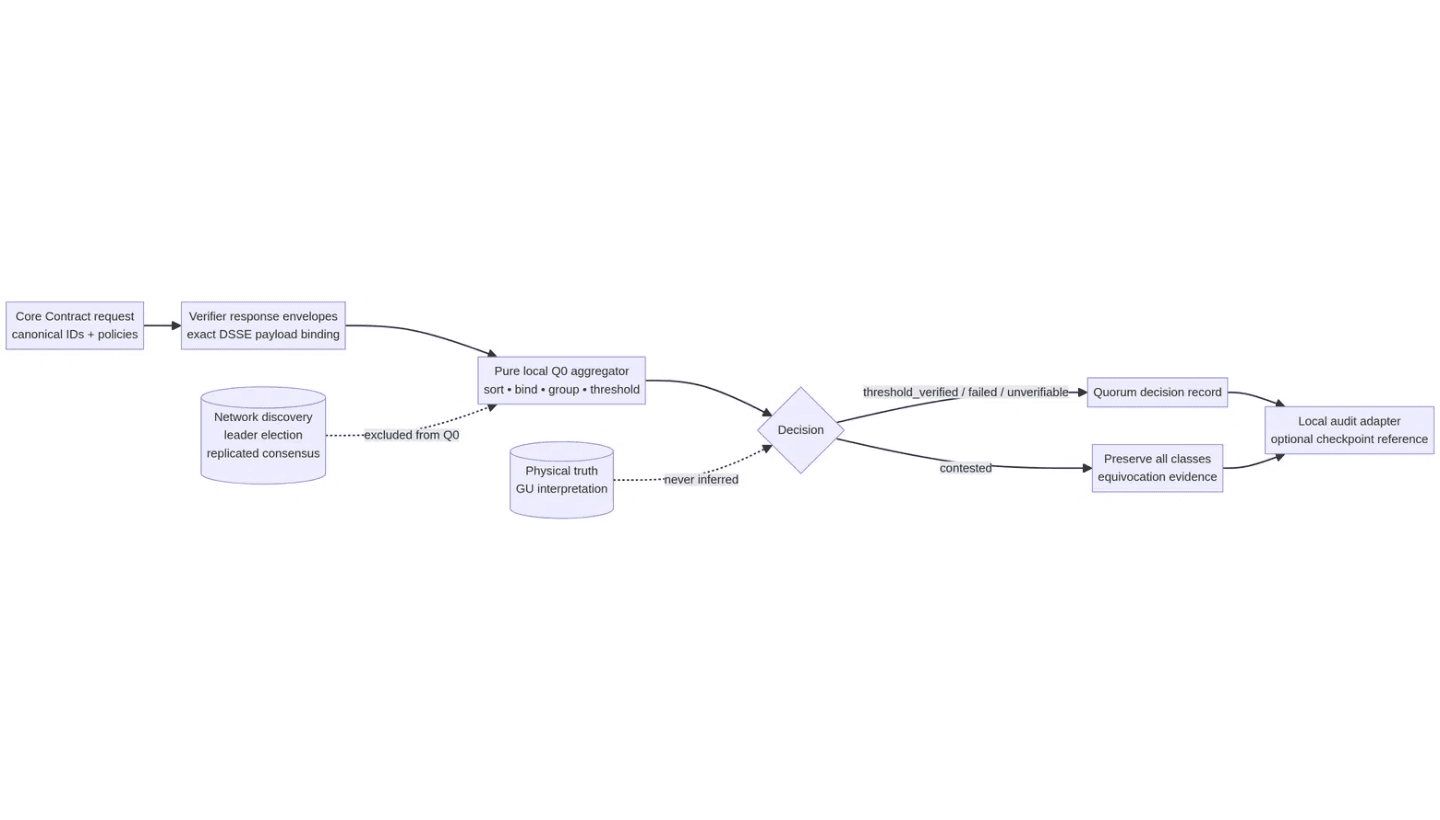 Core Contract request
canonical IDs + policies
Verifier response envelopes
exact DSSE payload binding
Network discovery
leader election
replicated consensus
excluded from Q0
Pure local Q0 aggregator
sort • bind • group • threshold
Physical truth
GU interpretation
never inferred
Decision
threshold_verified / failed / unverifiable
contested
Quorum decision record
Preserve all classes
equivocation evidence
Local audit adapter
optional checkpoint reference